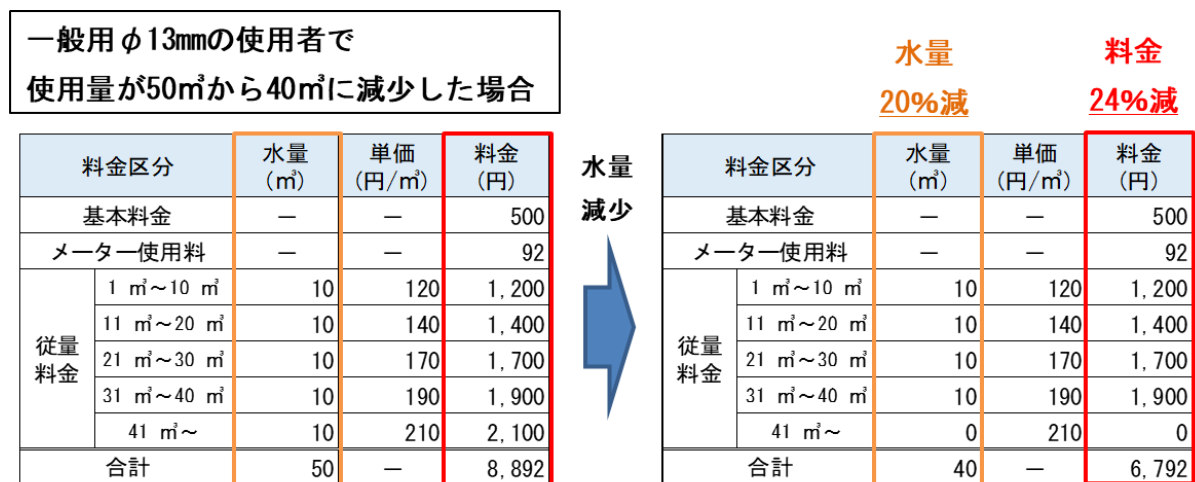 一般用φ13mmの使用者で
使用量が50㎥から40㎥に減少した場合
水量
20%減
料金
24%減
料金区分 水量(㎥) 単価(円/㎥) 料金(円)
基本料金 － － 500
メーター使用料 － － 92
従量料金
1 ㎥～10 ㎥ 10 120 1,200
11 ㎥～20 ㎥ 10 140 1,400
21 ㎥～30 ㎥ 10 170 1,700
31 ㎥～40 ㎥ 10 190 1,900
41 ㎥～ 10 210 2,100
合計 50 － 8,892
水量
減少
料金区分 水量(㎥) 単価(円/㎥) 料金(円)
基本料金 － － 500
メーター使用料 － － 92
従量料金
1 ㎥～10 ㎥ 10 120 1,200
11 ㎥～20 ㎥ 10 140 1,400
21 ㎥～30 ㎥ 10 170 1,700
31 ㎥～40 ㎥ 10 190 1,900
41 ㎥～ 0 210 0
合計 40 － 6,792